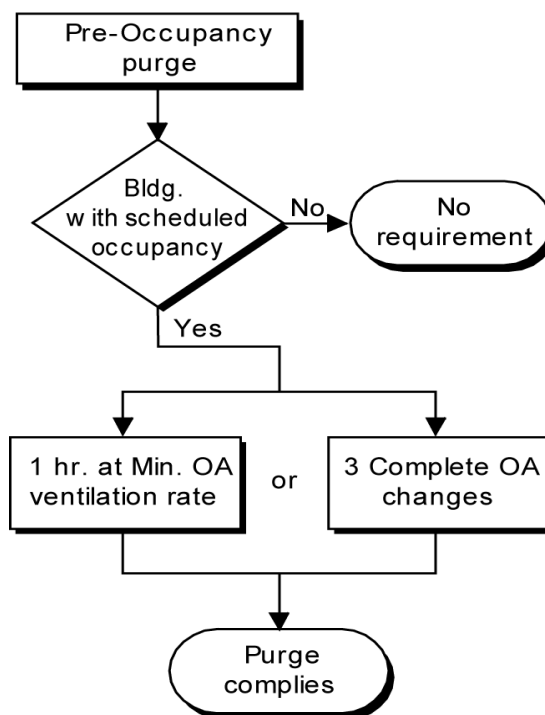 Pre-Occupancy
purge
Bldg.
w ith scheduled
occupancy
No
No
requirement
Yes
1 hr. at Min. OA
ventilation rate
or
3 Complete OA
changes
Purge
complies